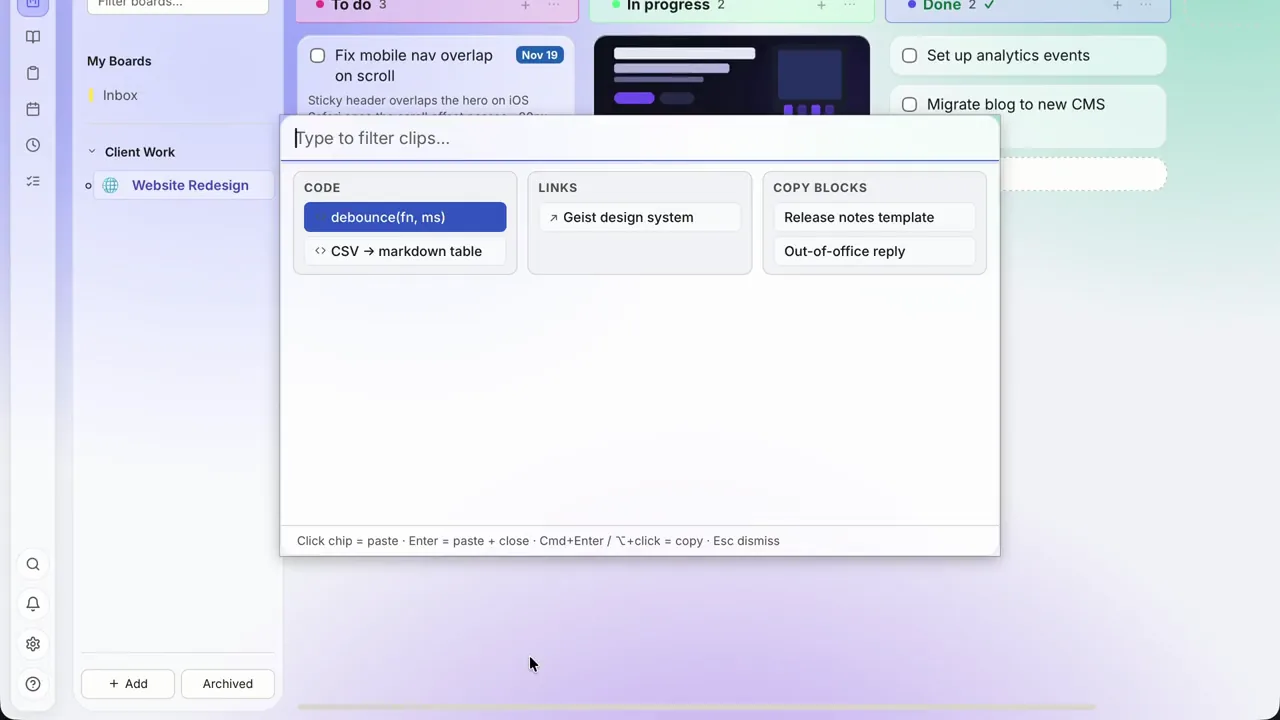 Filter boards...
My Boards
Inbox
Client Work
Website Redesign
+ Add
Archived
To do 3
In progress 2
Done 2 ✓
Fix mobile nav overlap
on scroll
Nov 19
Sticky header overlaps the hero on iOS
Set up analytics events
Migrate blog to new CMS
Type to filter clips...
CODE
debounce(fn, ms)
CSV → markdown table
LINKS
Geist design system
COPY BLOCKS
Release notes template
Out-of-office reply
Click chip = paste · Enter = paste + close · Cmd+Enter / ⌥+click = copy · Esc dismiss